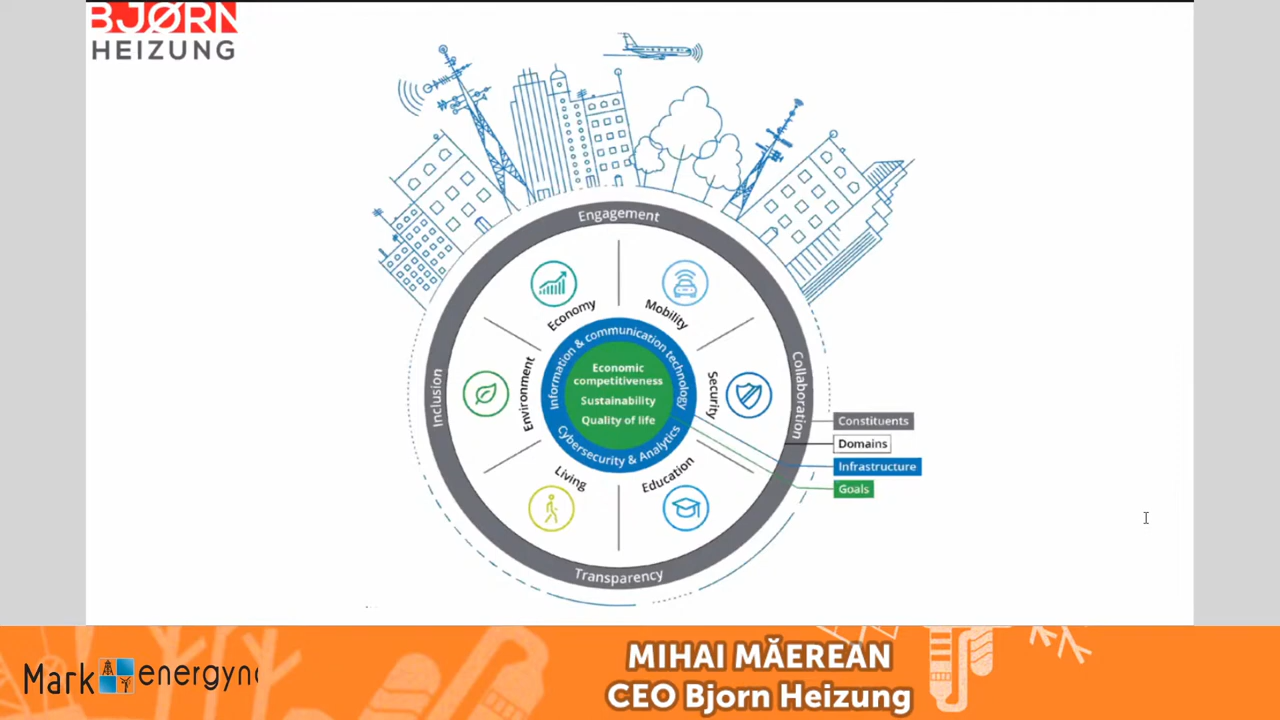 BJØRN
HEIZUNG
Engagement
Economy
Mobility
Information & communication technology
Environment
Economic
competitiveness
Sustainability
Quality of life
Security
Inclusion
Collaboration
Cybersecurity & Analytics
Living
Education
Transparency
Constituents
Domains
Infrastructure
Goals
MIHAI MĂEREAN
CEO Bjorn Heizung
Mark
energyn